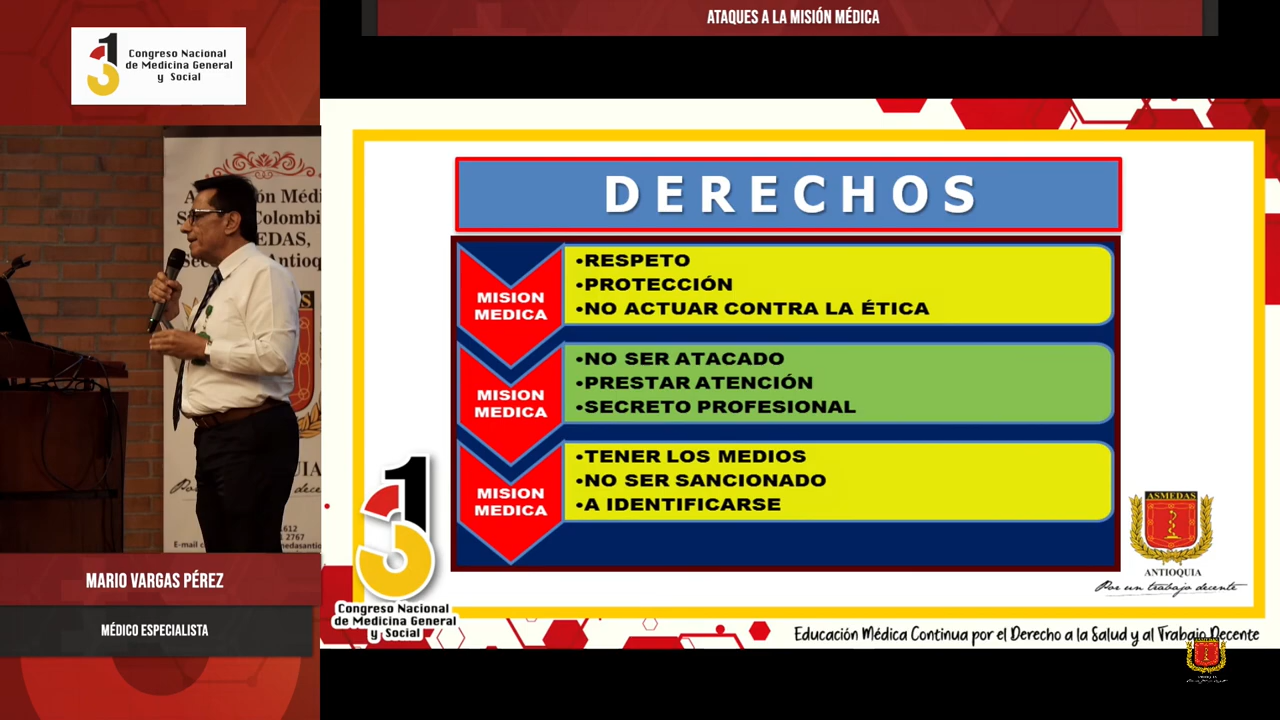 ATAQUES A LA MISIÓN MÉDICA
31
Congreso Nacional
de Medicina General
y Social
DERECHOS
MISION
MEDICA
•RESPETO
•PROTECCIÓN
•NO ACTUAR CONTRA LA ÉTICA
MISION
MEDICA
•NO SER ATACADO
•PRESTAR ATENCIÓN
•SECRETO PROFESIONAL
MISION
MEDICA
•TENER LOS MEDIOS
•NO SER SANCIONADO
•A IDENTIFICARSE
ASMEDAS
ANTIOQUIA
Por un trabajo decente
31
Congreso Nacional
de Medicina General
y Social
Educación Médica Continua por el Derecho a la Salud y al Trabajo Decente
MARIO VARGAS PÉREZ
MÉDICO ESPECIALISTA